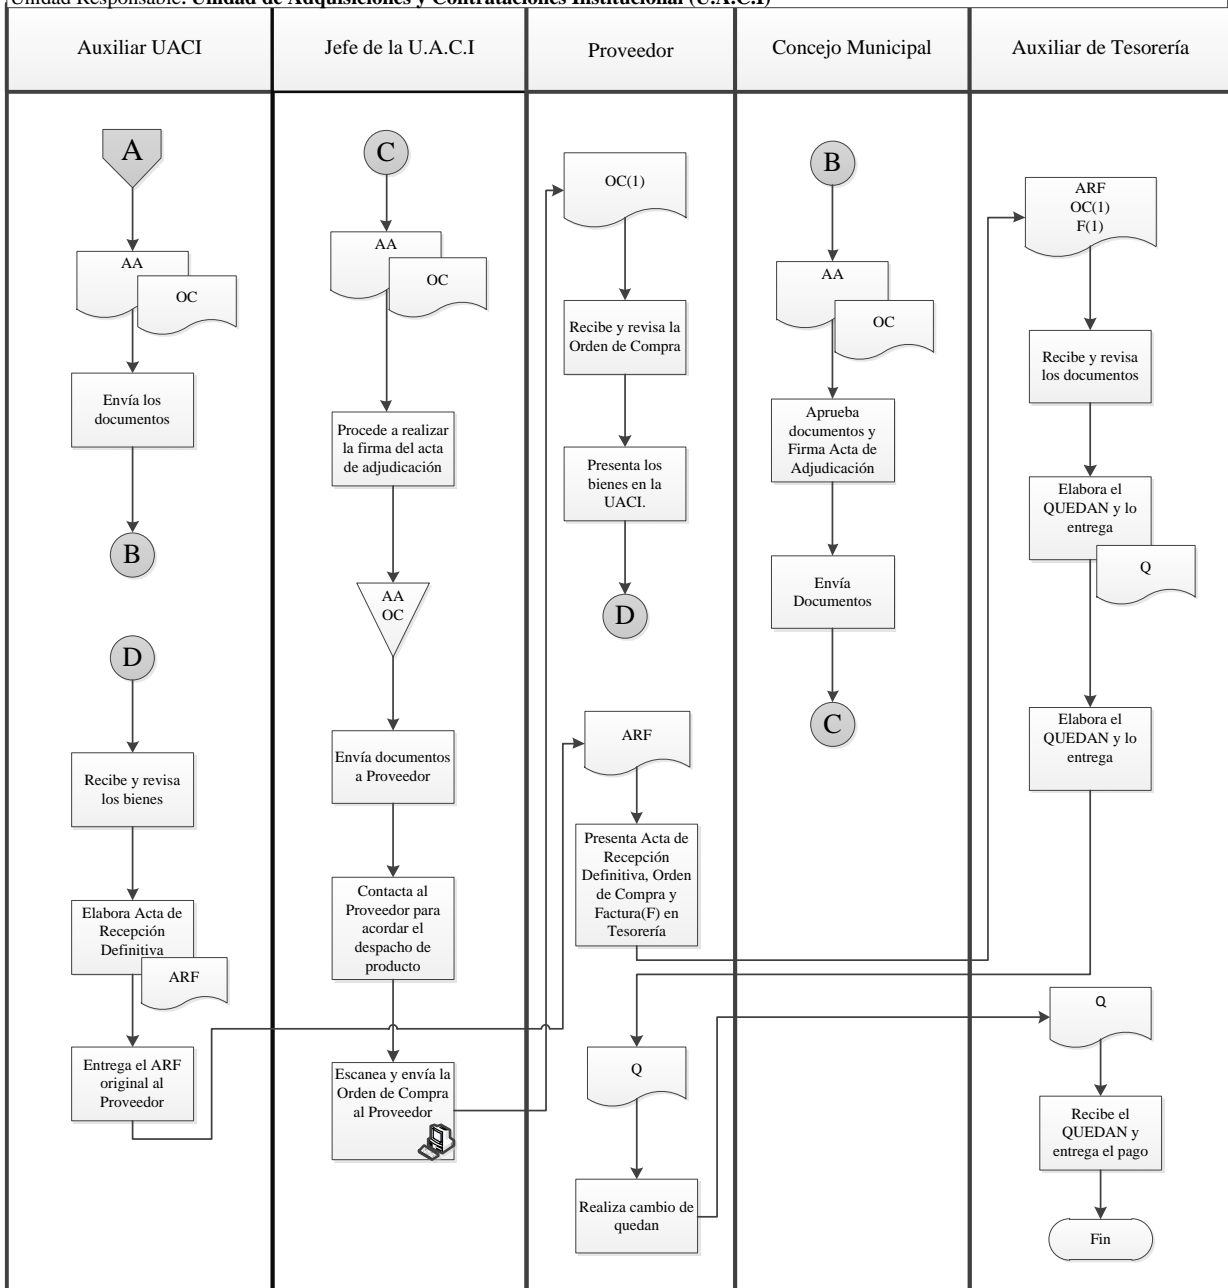 Unidad Responsable: Unidad de Adquisiciones y Contrataciones Institucional (U.A.C.I)
Auxiliar UACI
Jefe de la U.A.C.I
Proveedor
Concejo Municipal
Auxiliar de Tesorería
A
AA
OC
Envía los
documentos
B
D
Recibe y revisa
los bienes
Elabora Acta de
Recepción
Definitiva
ARF
Entrega el ARF
original al
Proveedor
C
AA
OC
Procede a realizar
la firma del acta
de adjudicación
AA
OC
Envía documentos
a Proveedor
Contacta al
Proveedor para
acordar el
despacho de
producto
Escanea y envía la
Orden de Compra
al Proveedor
OC(1)
Recibe y revisa la
Orden de Compra
Presenta los
bienes en la
UACI.
D
ARF
Presenta Acta de
Recepción
Definitiva, Orden
de Compra y
Factura(F) en
Tesorería
Q
Realiza cambio de
quedan
B
AA
OC
Aprueba
documentos y
Firma Acta de
Adjudicación
Envía
Documentos
C
ARF
OC(1)
F(1)
Recibe y revisa
los documentos
Elabora el
QUEDAN y lo
entrega
Q
Elabora el
QUEDAN y lo
entrega
Q
Recibe el
QUEDAN y
entrega el pago
Fin